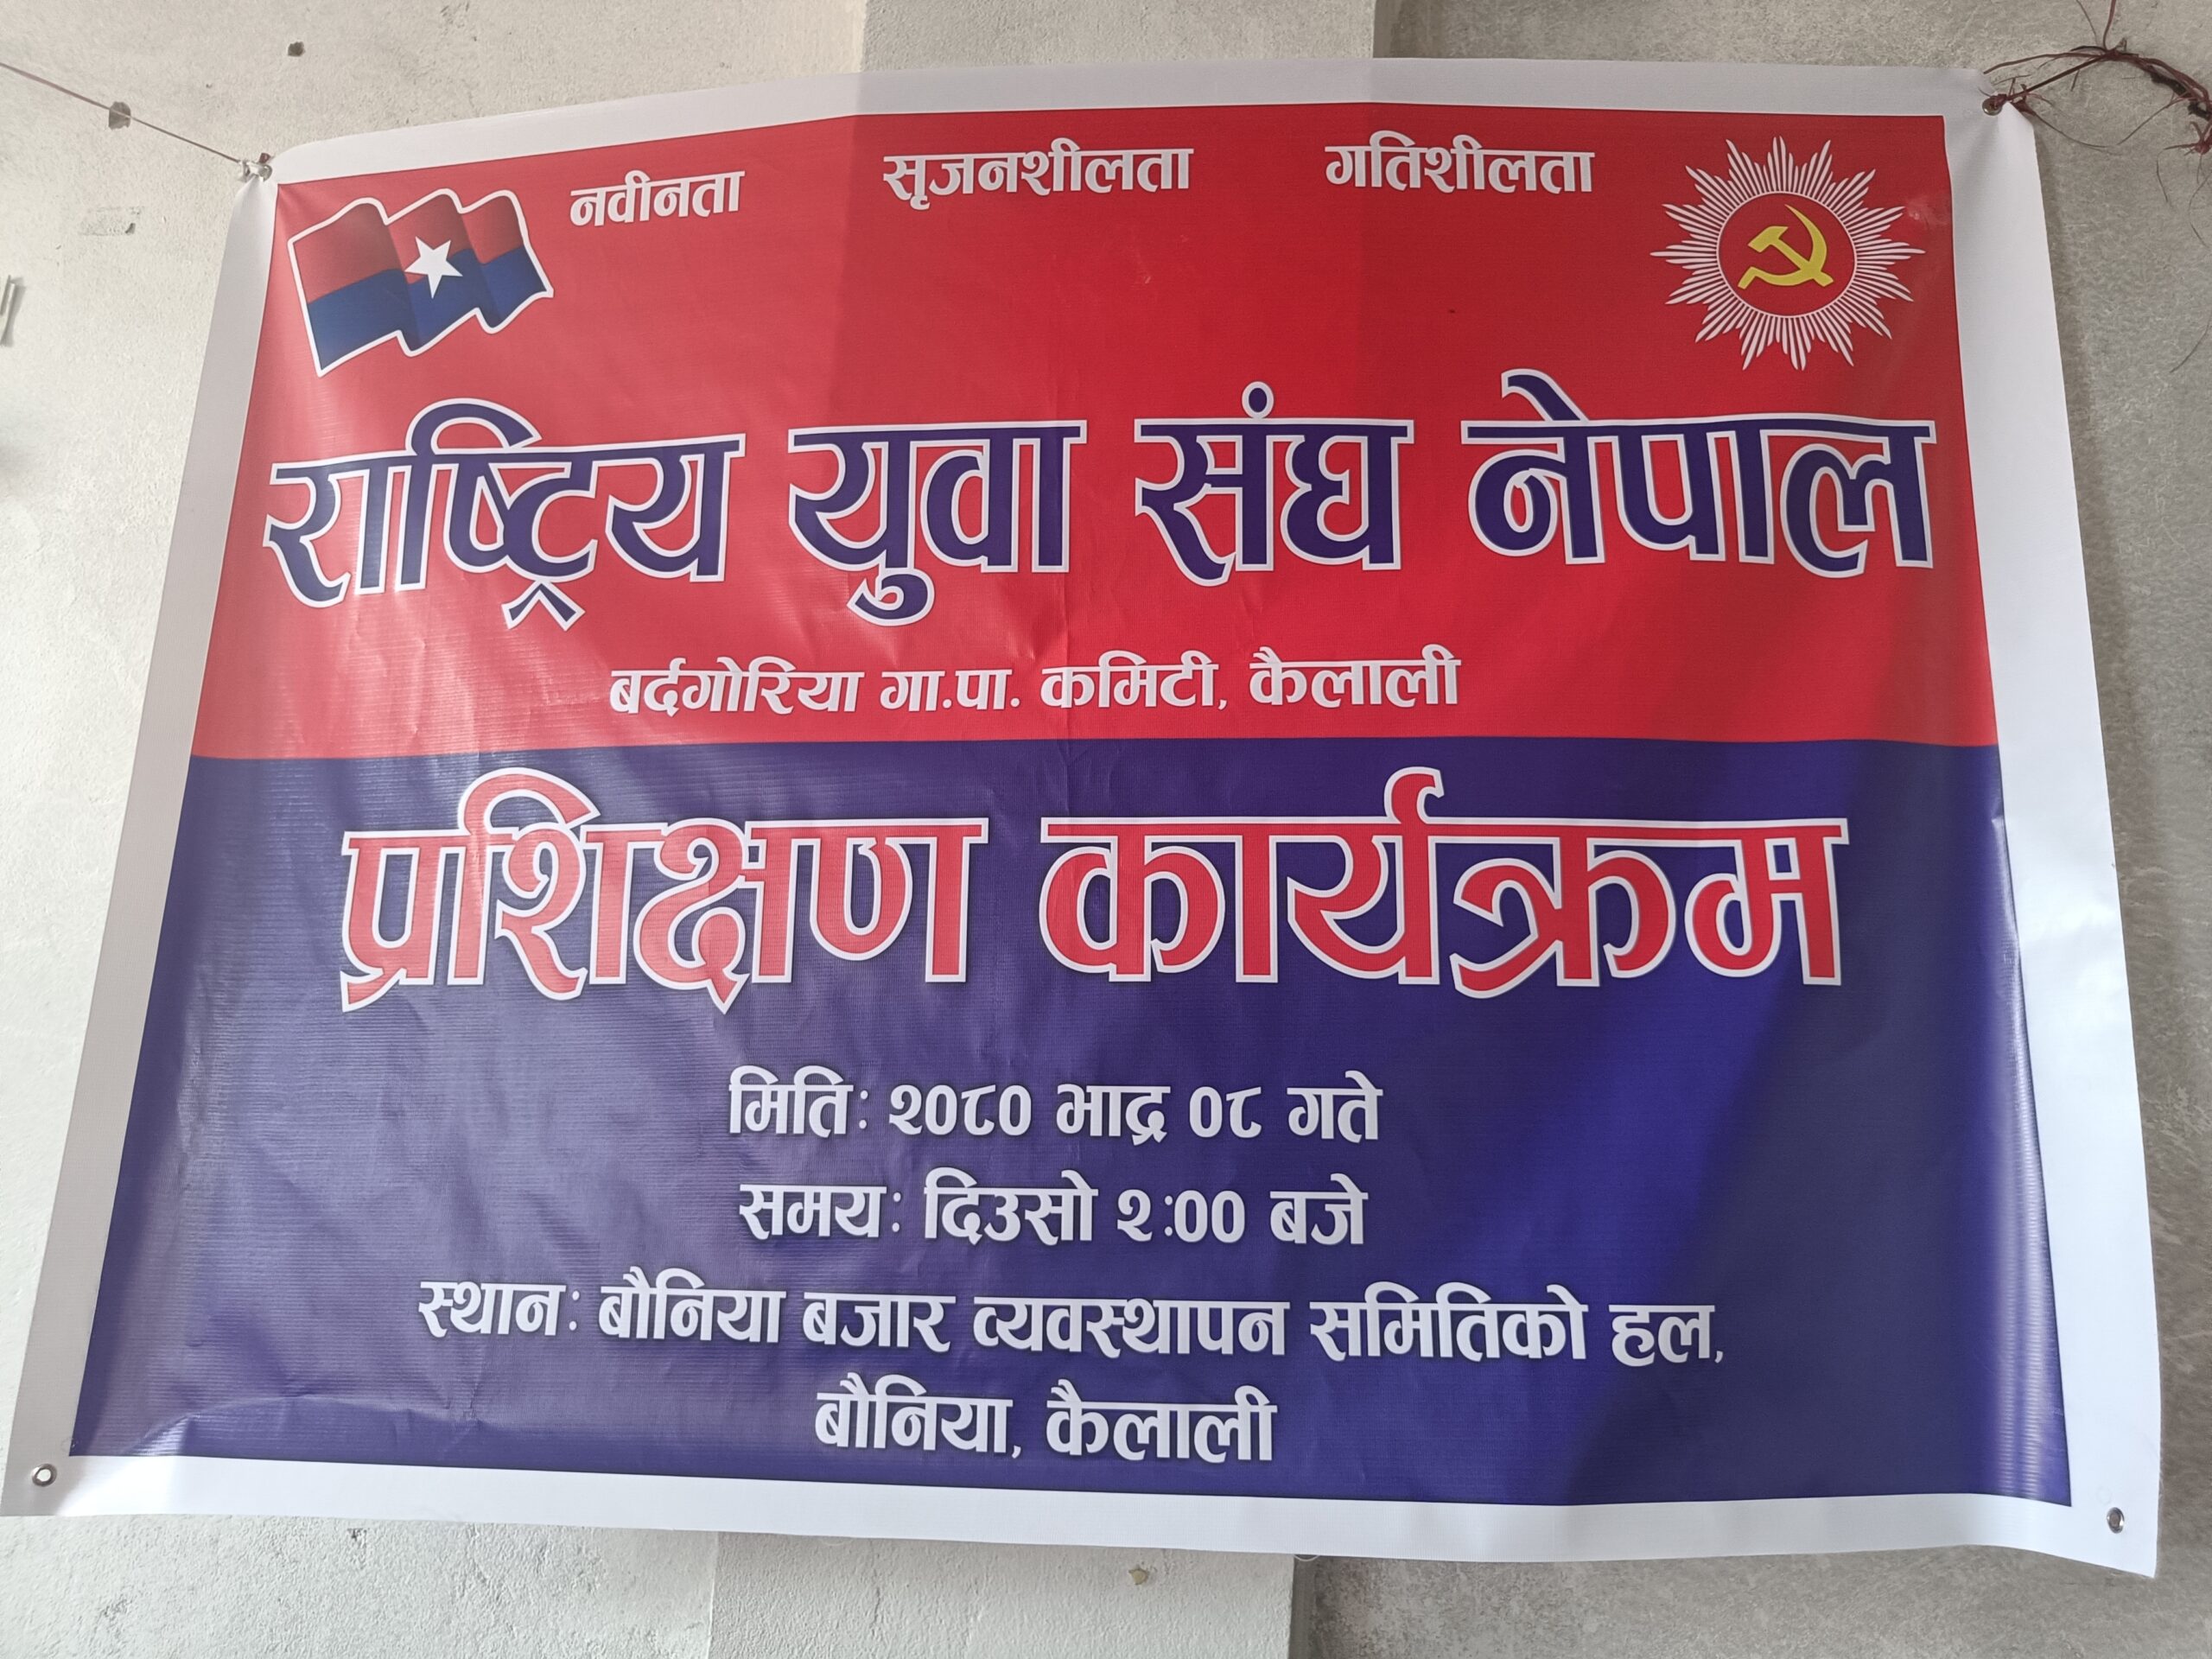 नवीनता सृजनशीलता गतिशीलता
राष्ट्रिय युवा संघ नेपाल
बर्दगोरिया गा.पा. कमिटी, कैलाली
प्रशिक्षण कार्यक्रम
मिति: २०८० भाद्र ०८ गते
समय: दिउसो २:०० बजे
स्थान: बौनिया बजार व्यवस्थापन समितिको हल,
बौनिया, कैलाली